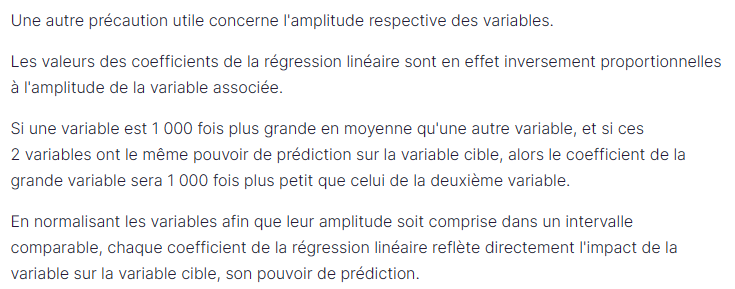 Une autre précaution utile concerne l'amplitude respective des variables.
Les valeurs des coefficients de la régression linéaire sont en effet inversement proportionnelles
à l'amplitude de la variable associée.
Si une variable est 1 000 fois plus grande en moyenne qu'une autre variable, et si ces
2 variables ont le même pouvoir de prédiction sur la variable cible, alors le coefficient de la
grande variable sera 1 000 fois plus petit que celui de la deuxième variable.
En normalisant les variables afin que leur amplitude soit comprise dans un intervalle
comparable, chaque coefficient de la régression linéaire reflète directement l'impact de la
variable sur la variable cible, son pouvoir de prédiction.